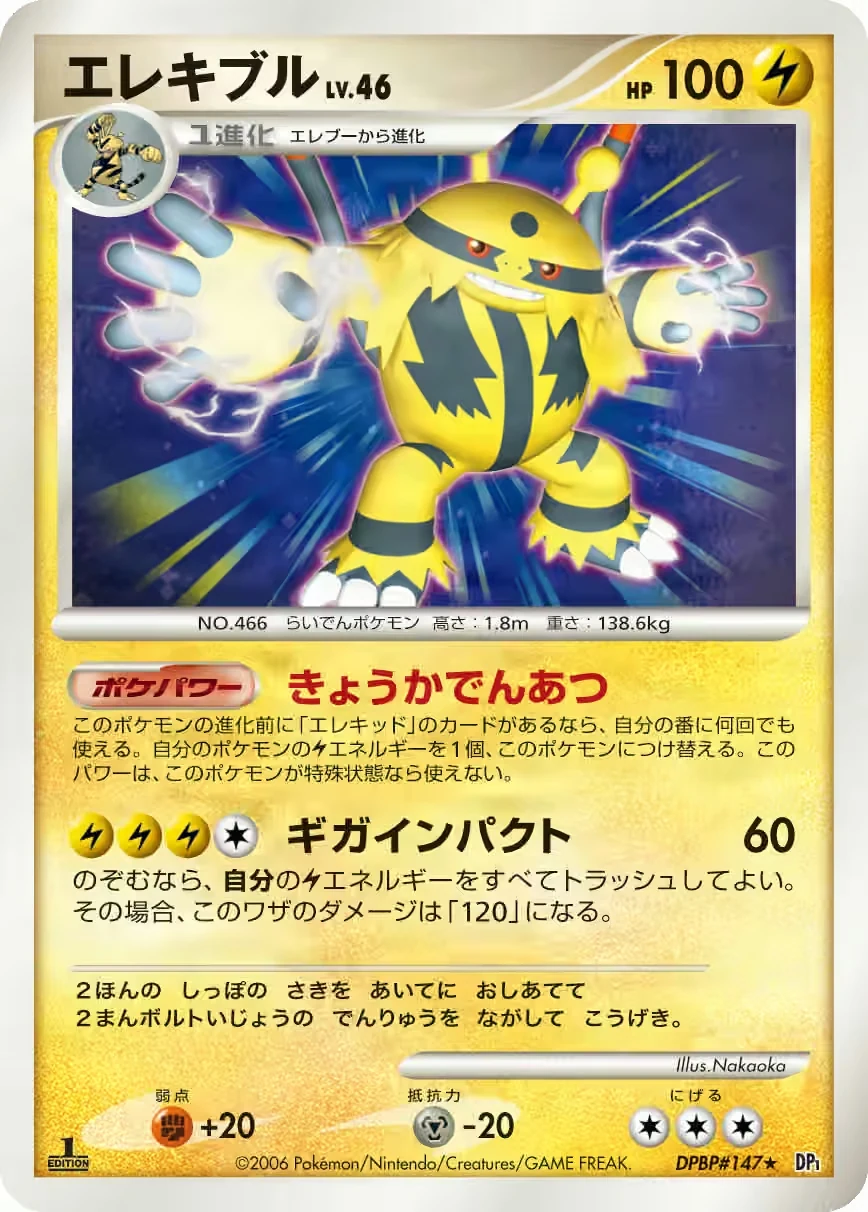 エレキブル LV.46 HP 100
1進化 エレブーから進化
NO.466 らいでんポケモン 高さ:1.8m 重さ:138.6kg
ポケパワー きょうかでんあつ
このポケモンの進化前に「エレキッド」のカードがあるなら、自分の番に何回でも
使える。自分のポケモンのエネルギーを1個、このポケモンにつけ替える。この
パワーは、このポケモンが特殊状態なら使えない。
ギガインパクト 60
のぞむなら、自分のエネルギーをすべてトラッシュしてよい。
その場合、このワザのダメージは「120」になる。
2ほんの しっぽの さきを あいてに おしあてて
2まんボルトいじょうの でんりゅうを ながして こうげき。
Illus.Nakaoka
弱点 抵抗力 にげる
+20 -20
1 EDITION ©2006 Pokémon/Nintendo/Creatures/GAME FREAK. DPBP#147★ DP1